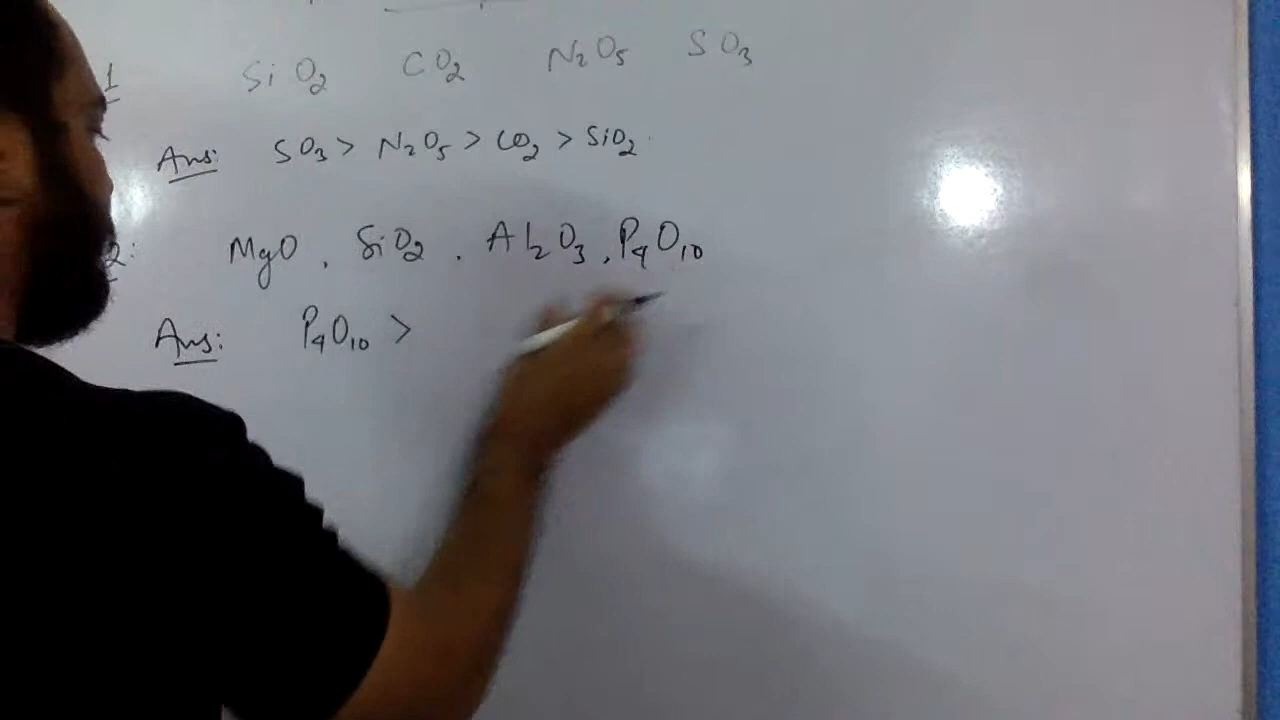 1 SiO₂ CO₂ N₂O₅ SO₃
Ans: SO₃ > N₂O₅ > CO₂ > SiO₂.
2: MgO, SiO₂, Al₂O₃, P₄O₁₀
Ans: P₄O₁₀ >